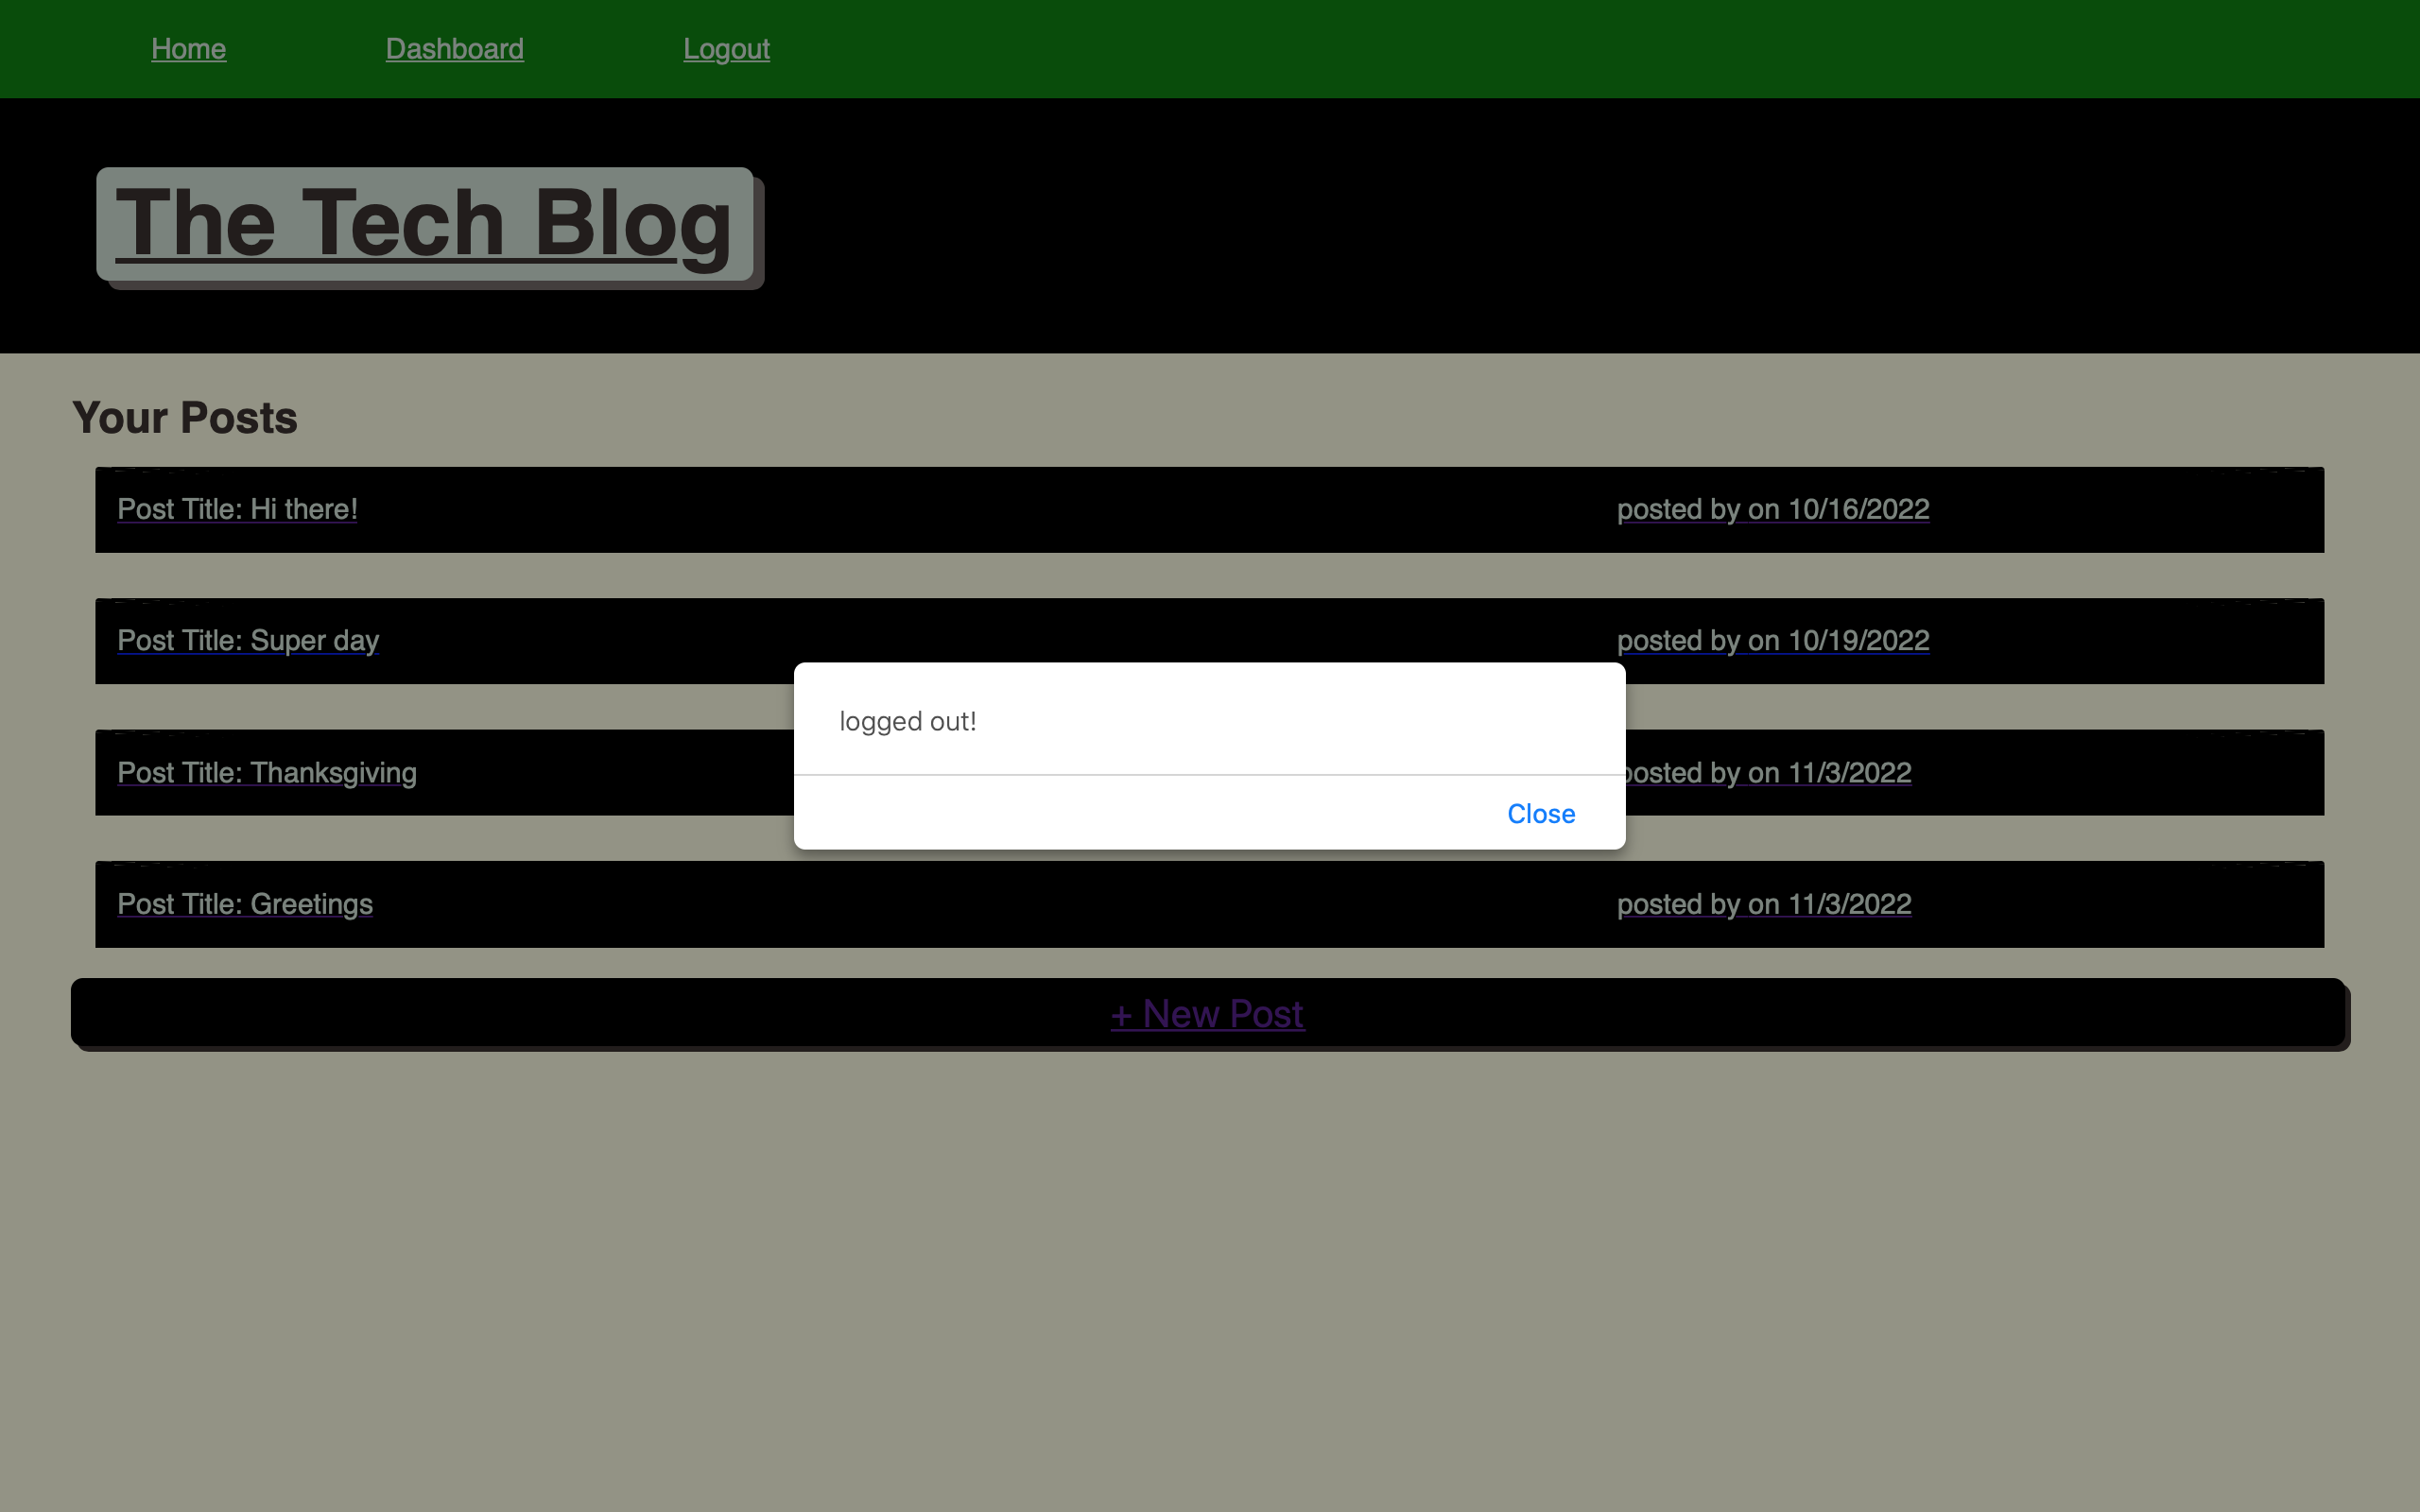 Home Dashboard Logout
The Tech Blog
Your Posts
Post Title: Hi there! posted by on 10/16/2022
Post Title: Super day posted by on 10/19/2022
logged out!
Post Title: Thanksgiving posted by on 11/3/2022
Close
Post Title: Greetings posted by on 11/3/2022
+ New Post